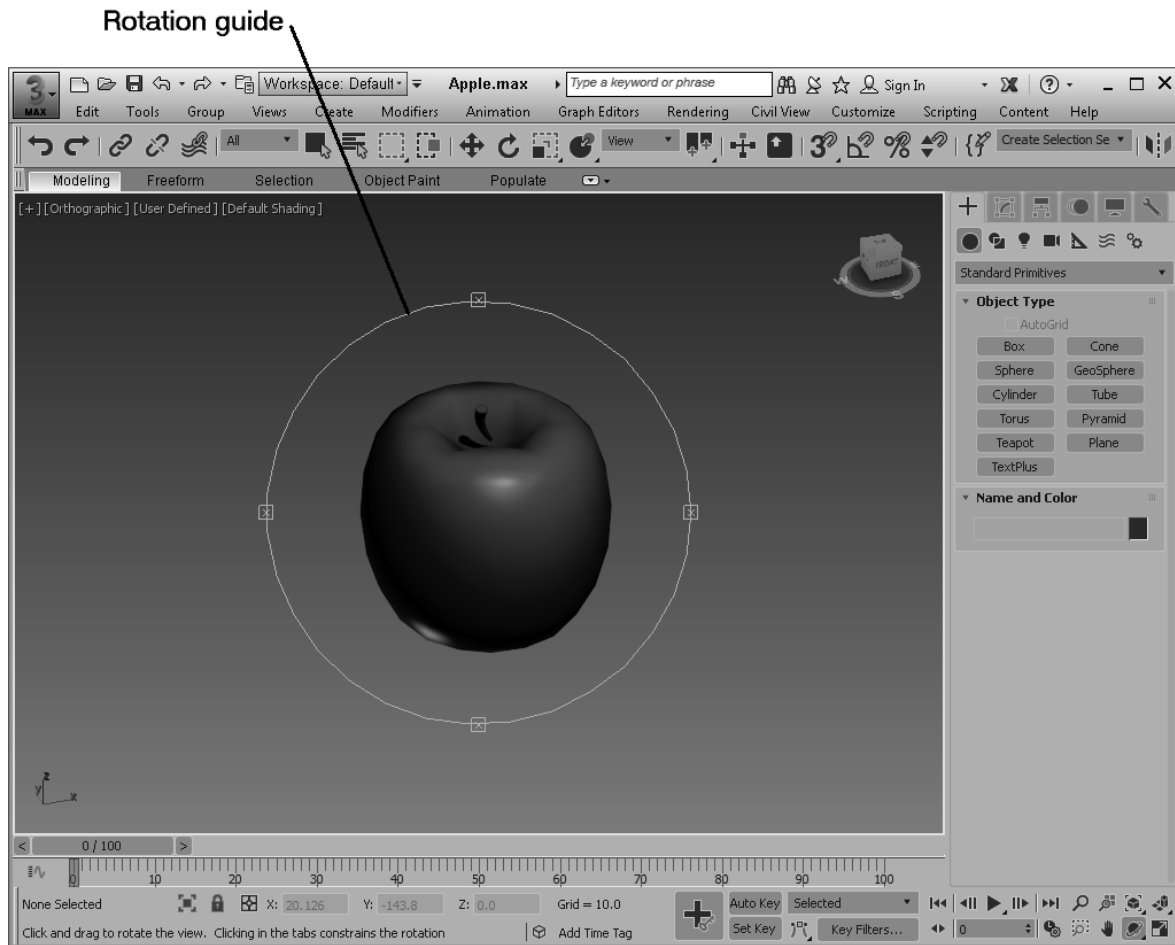 Rotation guide
3 MAX Workspace: Default Apple.max Type a keyword or phrase Sign In
Edit Tools Group Views Create Modifiers Animation Graph Editors Rendering Civil View Customize Scripting Content Help
All View 3 Create Selection Se
Modeling Freeform Selection Object Paint Populate
[+] [Orthographic] [User Defined] [Default Shading]
FRONT
W S
Standard Primitives
Object Type
AutoGrid
Box Cone
Sphere GeoSphere
Cylinder Tube
Torus Pyramid
Teapot Plane
TextPlus
Name and Color
z
y x
< 0 / 100 >
0 10 20 30 40 50 60 70 80 90 100
None Selected X: 20.126 Y: -143.8 Z: 0.0 Grid = 10.0 Auto Key Selected
Click and drag to rotate the view. Clicking in the tabs constrains the rotation Add Time Tag Set Key Key Filters... 0